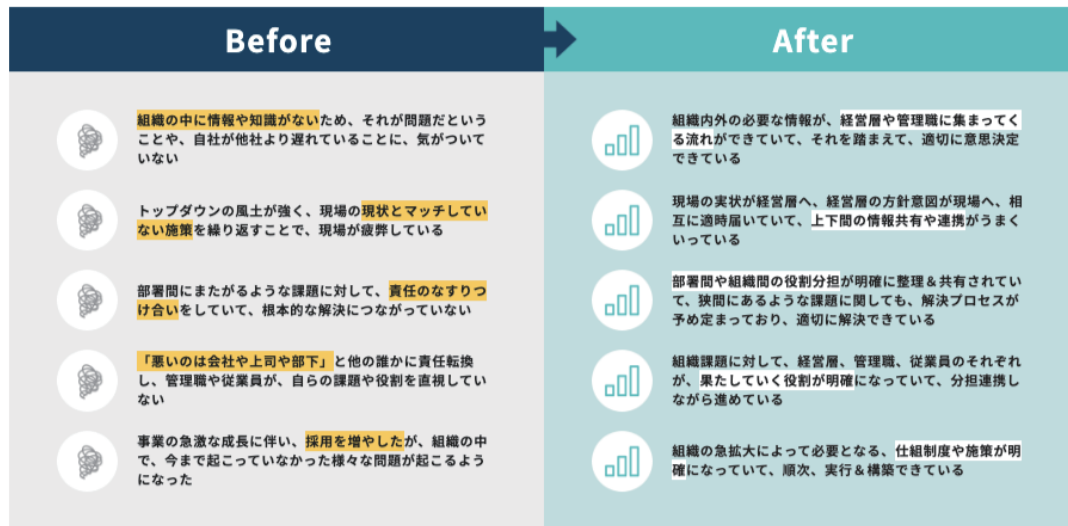 Before
After
組織の中に情報や知識がないため、それが問題だという
ことや、自社が他社より遅れていることに、気がついて
いない
組織内外の必要な情報が、経営層や管理職に集まってく
る流れができていて、それを踏まえて、適切に意思決定
できている
トップダウンの風土が強く、現場の現状とマッチしてい
ない施策を繰り返すことで、現場が疲弊している
現場の実状が経営層へ、経営層の方針意図が現場へ、相
互に適時届いていて、上下間の情報共有や連携がうまく
いっている
部署間にまたがるような課題に対して、責任のなすりつ
け合いをしていて、根本的な解決につながっていない
部署間や組織間の役割分担が明確に整理&共有されてい
て、狭間にあるような課題に関しても、解決プロセスが
予め定まっており、適切に解決できている
「悪いのは会社や上司や部下」と他の誰かに責任転換
し、管理職や従業員が、自らの課題や役割を直視してい
ない
組織課題に対して、経営層、管理職、従業員のそれぞれ
が、果たしていく役割が明確になっていて、分担連携し
ながら進めている
事業の急激な成長に伴い、採用を増やしたが、組織の中
で、今まで起こっていなかった様々な問題が起こるよう
になった
組織の急拡大によって必要となる、仕組制度や施策が明
確になっていて、順次、実行&構築できている